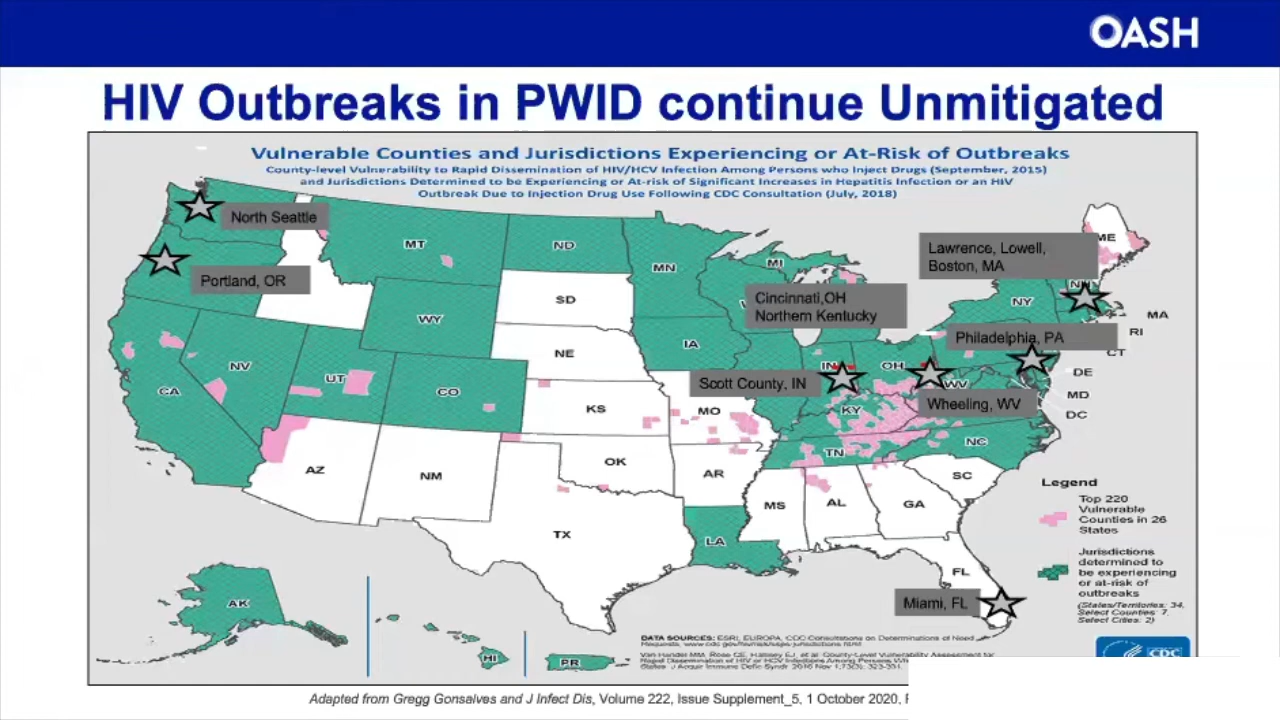 OASH
HIV Outbreaks in PWID continue Unmitigated
Vulnerable Counties and Jurisdictions Experiencing or At-Risk of Outbreaks
County-level Vulnerability to Rapid Dissemination of HIV/HCV Infection Among Persons who Inject Drugs (September, 2015)
and Jurisdictions Determined to be Experiencing or At-risk of Significant Increases in Hepatitis Infection or an HIV
Outbreak Due to Injection Drug Use Following CDC Consultation (July, 2018)
North Seattle
Portland, OR
Lawrence, Lowell,
Boston, MA
Cincinnati,OH
Northern Kentucky
Philadelphia, PA
Scott County, IN
Wheeling, WV
Miami, FL
MT
ND
MN
MI
ME
NH
NY
MA
RI
CT
SD
WY
IA
NE
NV
UT
CO
CA
IN
OH
WV
DE
MD
DC
KS
MO
KY
NC
TN
AZ
NM
OK
AR
SC
MS
AL
GA
TX
LA
FL
AK
HI
PR
Legend
Top 220
Vulnerable
Counties in 26
States
Jurisdictions
determined to
be experiencing
or at-risk of
outbreaks
(States/Territories: 34,
Select Counties: 7,
Select Cities: 2)
DATA SOURCES: ESRI, EUROPA, CDC Consultations on Determinations of Need
CDC
Adapted from Gregg Gonsalves and J Infect Dis, Volume 222, Issue Supplement_5, 1 October 2020,